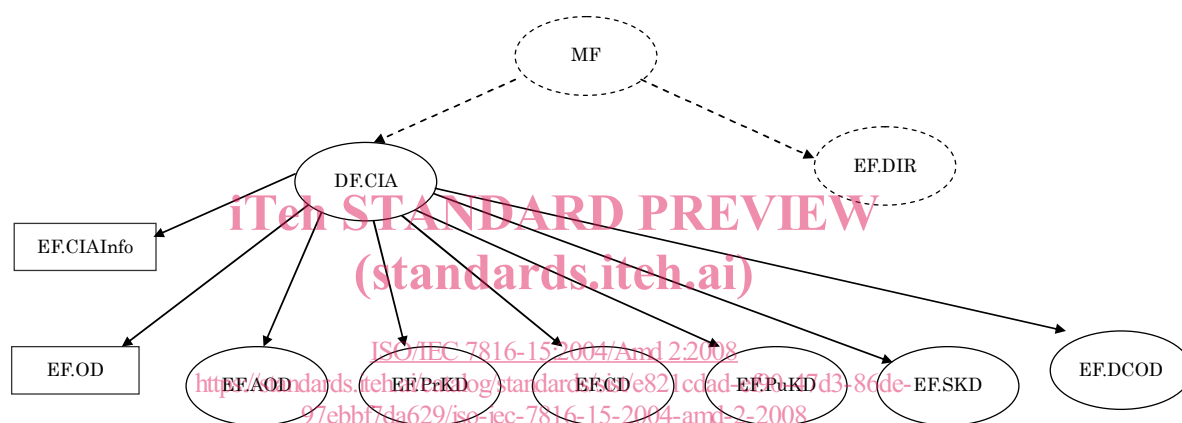 MF
EF.DIR
DF.CIA
iTeh STANDARD PREVIEW
EF.CIAInfo
(standards.iteh.ai)
ISO/IEC 7816-15:2004/Amd 2:2008
EF.OD
EF.AOD
EF.PrKD
EF.CD
EF.PuKD
EF.SKD
EF.DCOD
97ebbf7da629/iso-iec-7816-15-2004-amd-2-2008